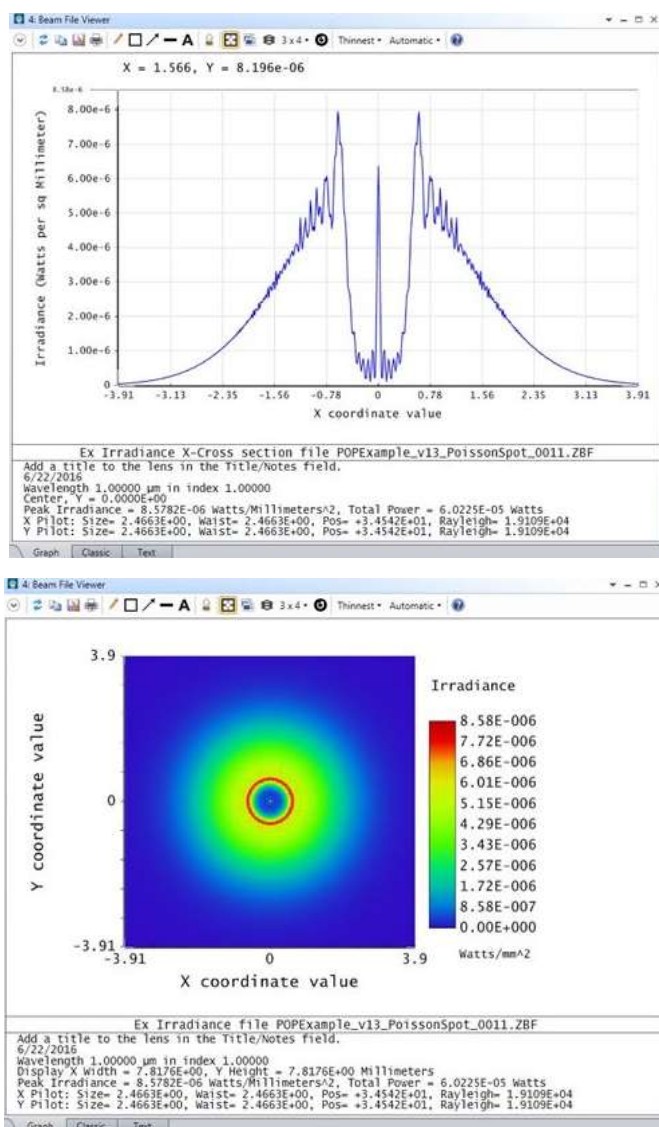 4: Beam File Viewer
A 3 x 4 Thinnest Automatic
X = 1.566, Y = 8.196e-06
8.58e-6
8.00e-6
7.00e-6
6.00e-6
5.00e-6
4.00e-6
3.00e-6
2.00e-6
1.00e-6
0
Irradiance (Watts per sq Millimeter)
-3.91 -3.13 -2.35 -1.56 -0.78 0 0.78 1.56 2.35 3.13 3.91
X coordinate value
Ex Irradiance X-Cross section file POPExample_v13_PoissonSpot_0011.ZBF
Add a title to the lens in the Title/Notes field.
6/22/2016
Wavelength 1.00000 µm in index 1.00000
Center, Y = 0.0000E+00
Peak Irradiance = 8.5782E-06 Watts/Millimeters^2, Total Power = 6.0225E-05 Watts
X Pilot: Size= 2.4663E+00, Waist= 2.4663E+00, Pos= +3.4542E+01, Rayleigh= 1.9109E+04
Y Pilot: Size= 2.4663E+00, Waist= 2.4663E+00, Pos= +3.4542E+01, Rayleigh= 1.9109E+04
Graph Classic Text
4: Beam File Viewer
A 3 x 4 Thinnest Automatic
3.9
0
-3.91
Y coordinate value
-3.91 0 3.9
X coordinate value
Irradiance
8.58E-006
7.72E-006
6.86E-006
6.01E-006
5.15E-006
4.29E-006
3.43E-006
2.57E-006
1.72E-006
8.58E-007
0.00E+000
Watts/mm^2
Ex Irradiance file POPExample_v13_PoissonSpot_0011.ZBF
Add a title to the lens in the Title/Notes field.
6/22/2016
Wavelength 1.00000 µm in index 1.00000
Display X Width = 7.8176E+00, Y Height = 7.8176E+00 Millimeters
Peak Irradiance = 8.5782E-06 Watts/Millimeters^2, Total Power = 6.0225E-05 Watts
X Pilot: Size= 2.4663E+00, Waist= 2.4663E+00, Pos= +3.4542E+01, Rayleigh= 1.9109E+04
Y Pilot: Size= 2.4663E+00, Waist= 2.4663E+00, Pos= +3.4542E+01, Rayleigh= 1.9109E+04
Graph Classic Text